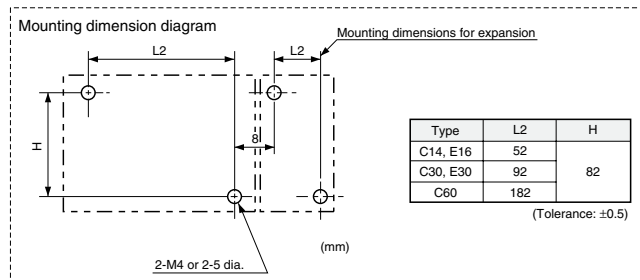 Mounting dimension diagram
L2
L2
Mounting dimensions for expansion
H
8
2-M4 or 2-5 dia.
(mm)
Type L2 H
C14, E16 52
C30, E30 92 82
C60 182
(Tolerance: ±0.5)